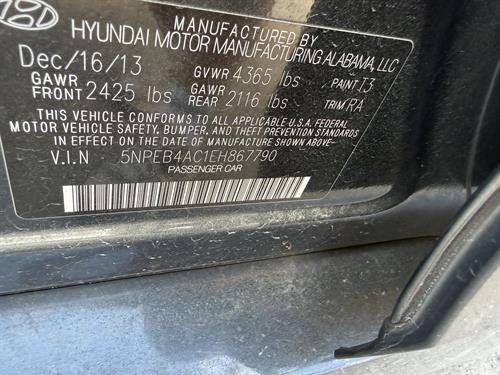 MANUFACTURED BY
HYUNDAI MOTOR MANUFACTURING ALABAMA, LLC
Dec/16/13 GVWR 4365 lbs PAINT I3
GAWR FRONT 2425 lbs GAWR REAR 2116 lbs TRIM RA
THIS VEHICLE CONFORMS TO ALL APPLICABLE U.S.A. FEDERAL
MOTOR VEHICLE SAFETY, BUMPER, AND THEFT PREVENTION STANDARDS
IN EFFECT ON THE DATE OF MANUFACTURE SHOWN ABOVE.
V.I.N 5NPEB4AC1EH867790
PASSENGER CAR